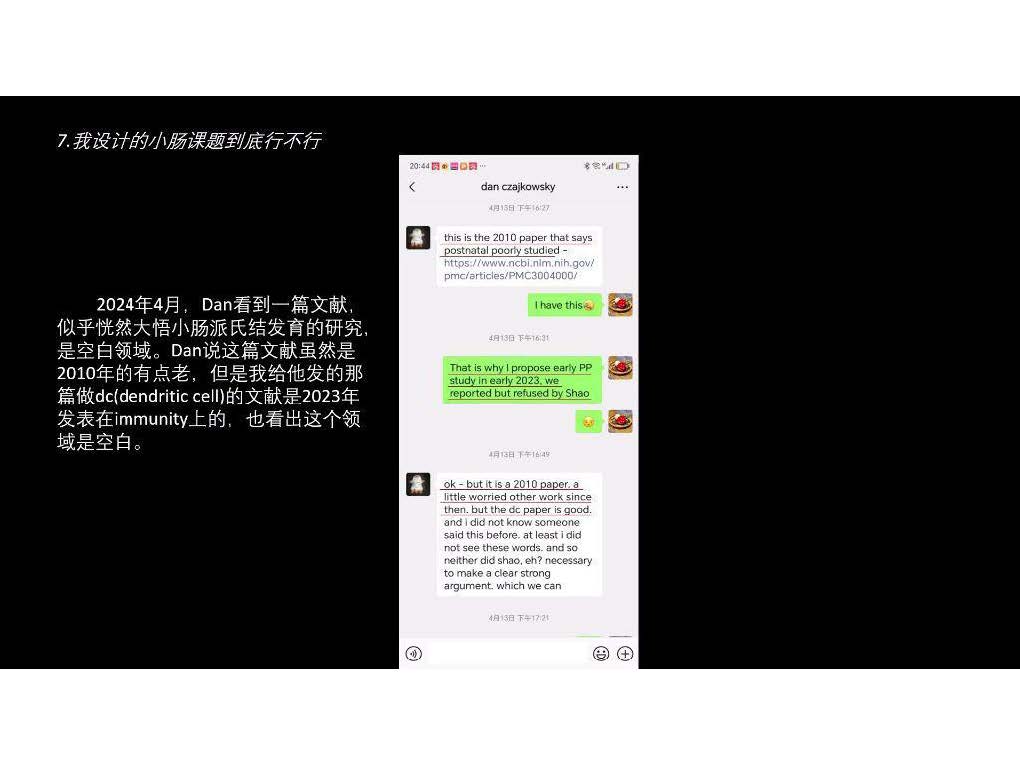 7.我设计的小肠课题到底行不行
2024年4月，Dan看到一篇文献，
似乎恍然大悟小肠派氏结发育的研究，
是空白领域。Dan说这篇文献虽然是
2010年的有点老，但是我给他发的那
篇做dc(dendritic cell)的文献是2023年
发表在immunity上的，也看出这个领
域是空白。
20:44
dan czajkowsky
4月13日 下午16:27
this is the 2010 paper that says
postnatal poorly studied -
https://www.ncbi.nlm.nih.gov/
pmc/articles/PMC3004000/
I have this
4月13日 下午16:31
That is why I propose early PP
study in early 2023, we
reported but refused by Shao
4月13日 下午16:49
ok - but it is a 2010 paper. a
little worried other work since
then. but the dc paper is good.
and i did not know someone
said this before. at least i did
not see these words. and so
neither did shao, eh? necessary
to make a clear strong
argument. which we can
4月13日 下午17:21